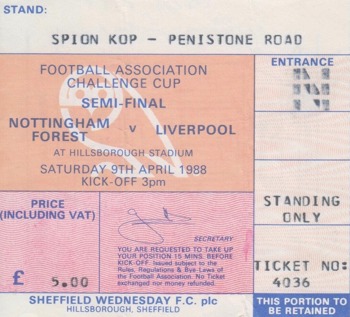 STAND:
SPION KOP - PENISTONE ROAD
FOOTBALL ASSOCIATION
CHALLENGE CUP
SEMI-FINAL
NOTTINGHAM FOREST v LIVERPOOL
AT HILLSBOROUGH STADIUM
SATURDAY 9TH APRIL 1988
KICK-OFF 3pm
ENTRANCE
STANDING
ONLY
PRICE
(INCLUDING VAT)
£ 5.00
SECRETARY
YOU ARE REQUESTED TO TAKE UP
YOUR POSITION 15 MINS. BEFORE
KICK-OFF. Issued subject to the
Rules, Regulations & Bye-Laws of
the Football Association. No Ticket
exchanged nor money refunded.
TICKET NO:
4036
SHEFFIELD WEDNESDAY F.C. plc
HILLSBOROUGH, SHEFFIELD
THIS PORTION TO
BE RETAINED